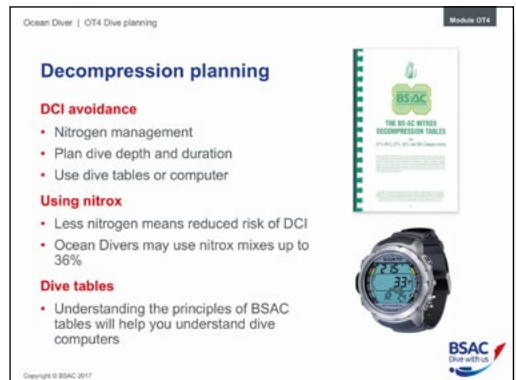 Ocean Diver | OT4 Dive planning
Module OT4
Decompression planning
DCI avoidance
• Nitrogen management
• Plan dive depth and duration
• Use dive tables or computer
Using nitrox
• Less nitrogen means reduced risk of DCI
• Ocean Divers may use nitrox mixes up to
36%
Dive tables
• Understanding the principles of BSAC
tables will help you understand dive
computers
BS-AC
THE BS-AC NITROX
DECOMPRESSION TABLES
SUUNTO
BSAC
Dive with us
Copyright © BSAC 2017